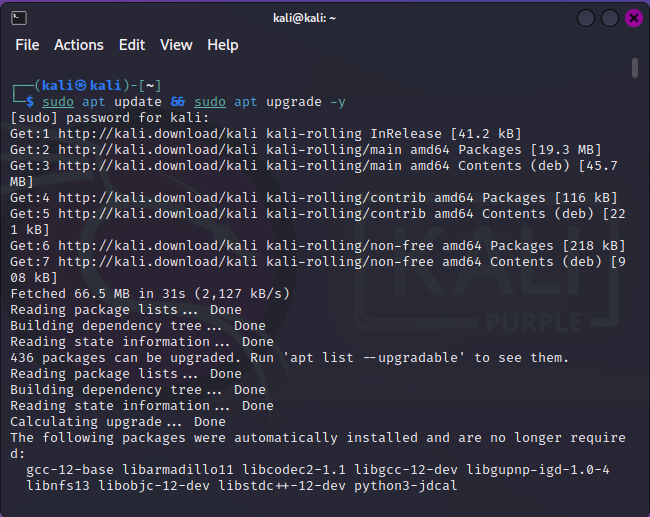 kali@kali: ~
File Actions Edit View Help
┌──(kali㉿kali)-[~]
└─$ sudo apt update && sudo apt upgrade -y
[sudo] password for kali:
Get:1 http://kali.download/kali kali-rolling InRelease [41.2 kB]
Get:2 http://kali.download/kali kali-rolling/main amd64 Packages [19.3 MB]
Get:3 http://kali.download/kali kali-rolling/main amd64 Contents (deb) [45.7
MB]
Get:4 http://kali.download/kali kali-rolling/contrib amd64 Packages [116 kB]
Get:5 http://kali.download/kali kali-rolling/contrib amd64 Contents (deb) [22
1 kB]
Get:6 http://kali.download/kali kali-rolling/non-free amd64 Packages [218 kB]
Get:7 http://kali.download/kali kali-rolling/non-free amd64 Contents (deb) [9
08 kB]
Fetched 66.5 MB in 31s (2,127 kB/s)
Reading package lists... Done
Building dependency tree... Done
Reading state information... Done
436 packages can be upgraded. Run 'apt list --upgradable' to see them.
Reading package lists... Done
Building dependency tree... Done
Reading state information... Done
Calculating upgrade... Done
The following packages were automatically installed and are no longer require
d:
gcc-12-base libarmadillo11 libcodec2-1.1 libgcc-12-dev libgupnp-igd-1.0-4
libnfs13 libobjc-12-dev libstdc++-12-dev python3-jdcal
KALI
PURPLE